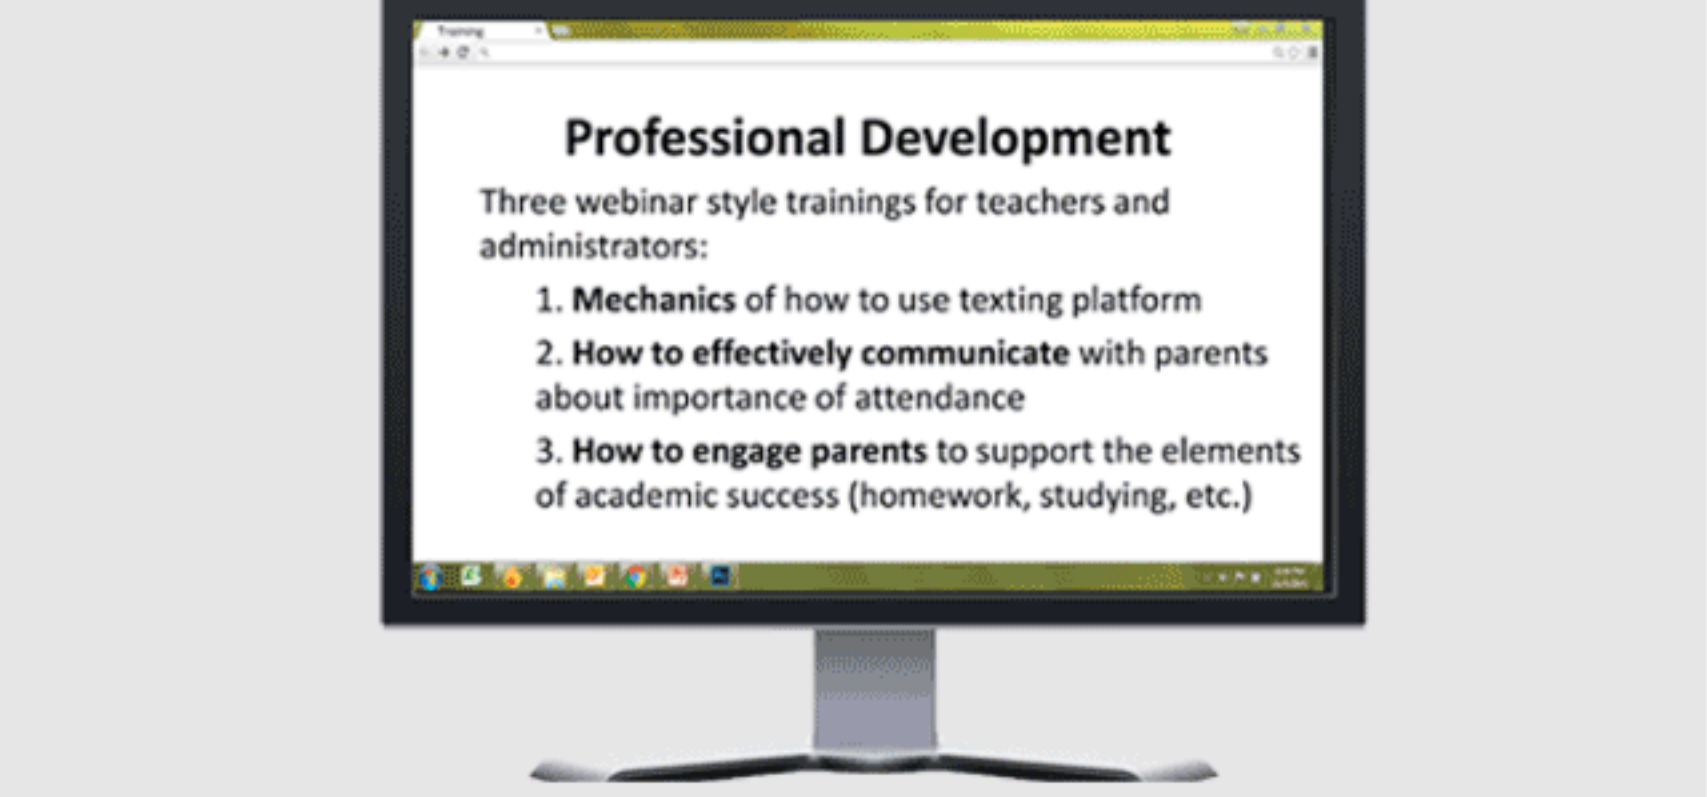 Training
Professional Development
Three webinar style trainings for teachers and
administrators:
1. Mechanics of how to use texting platform
2. How to effectively communicate with parents
about importance of attendance
3. How to engage parents to support the elements
of academic success (homework, studying, etc.)